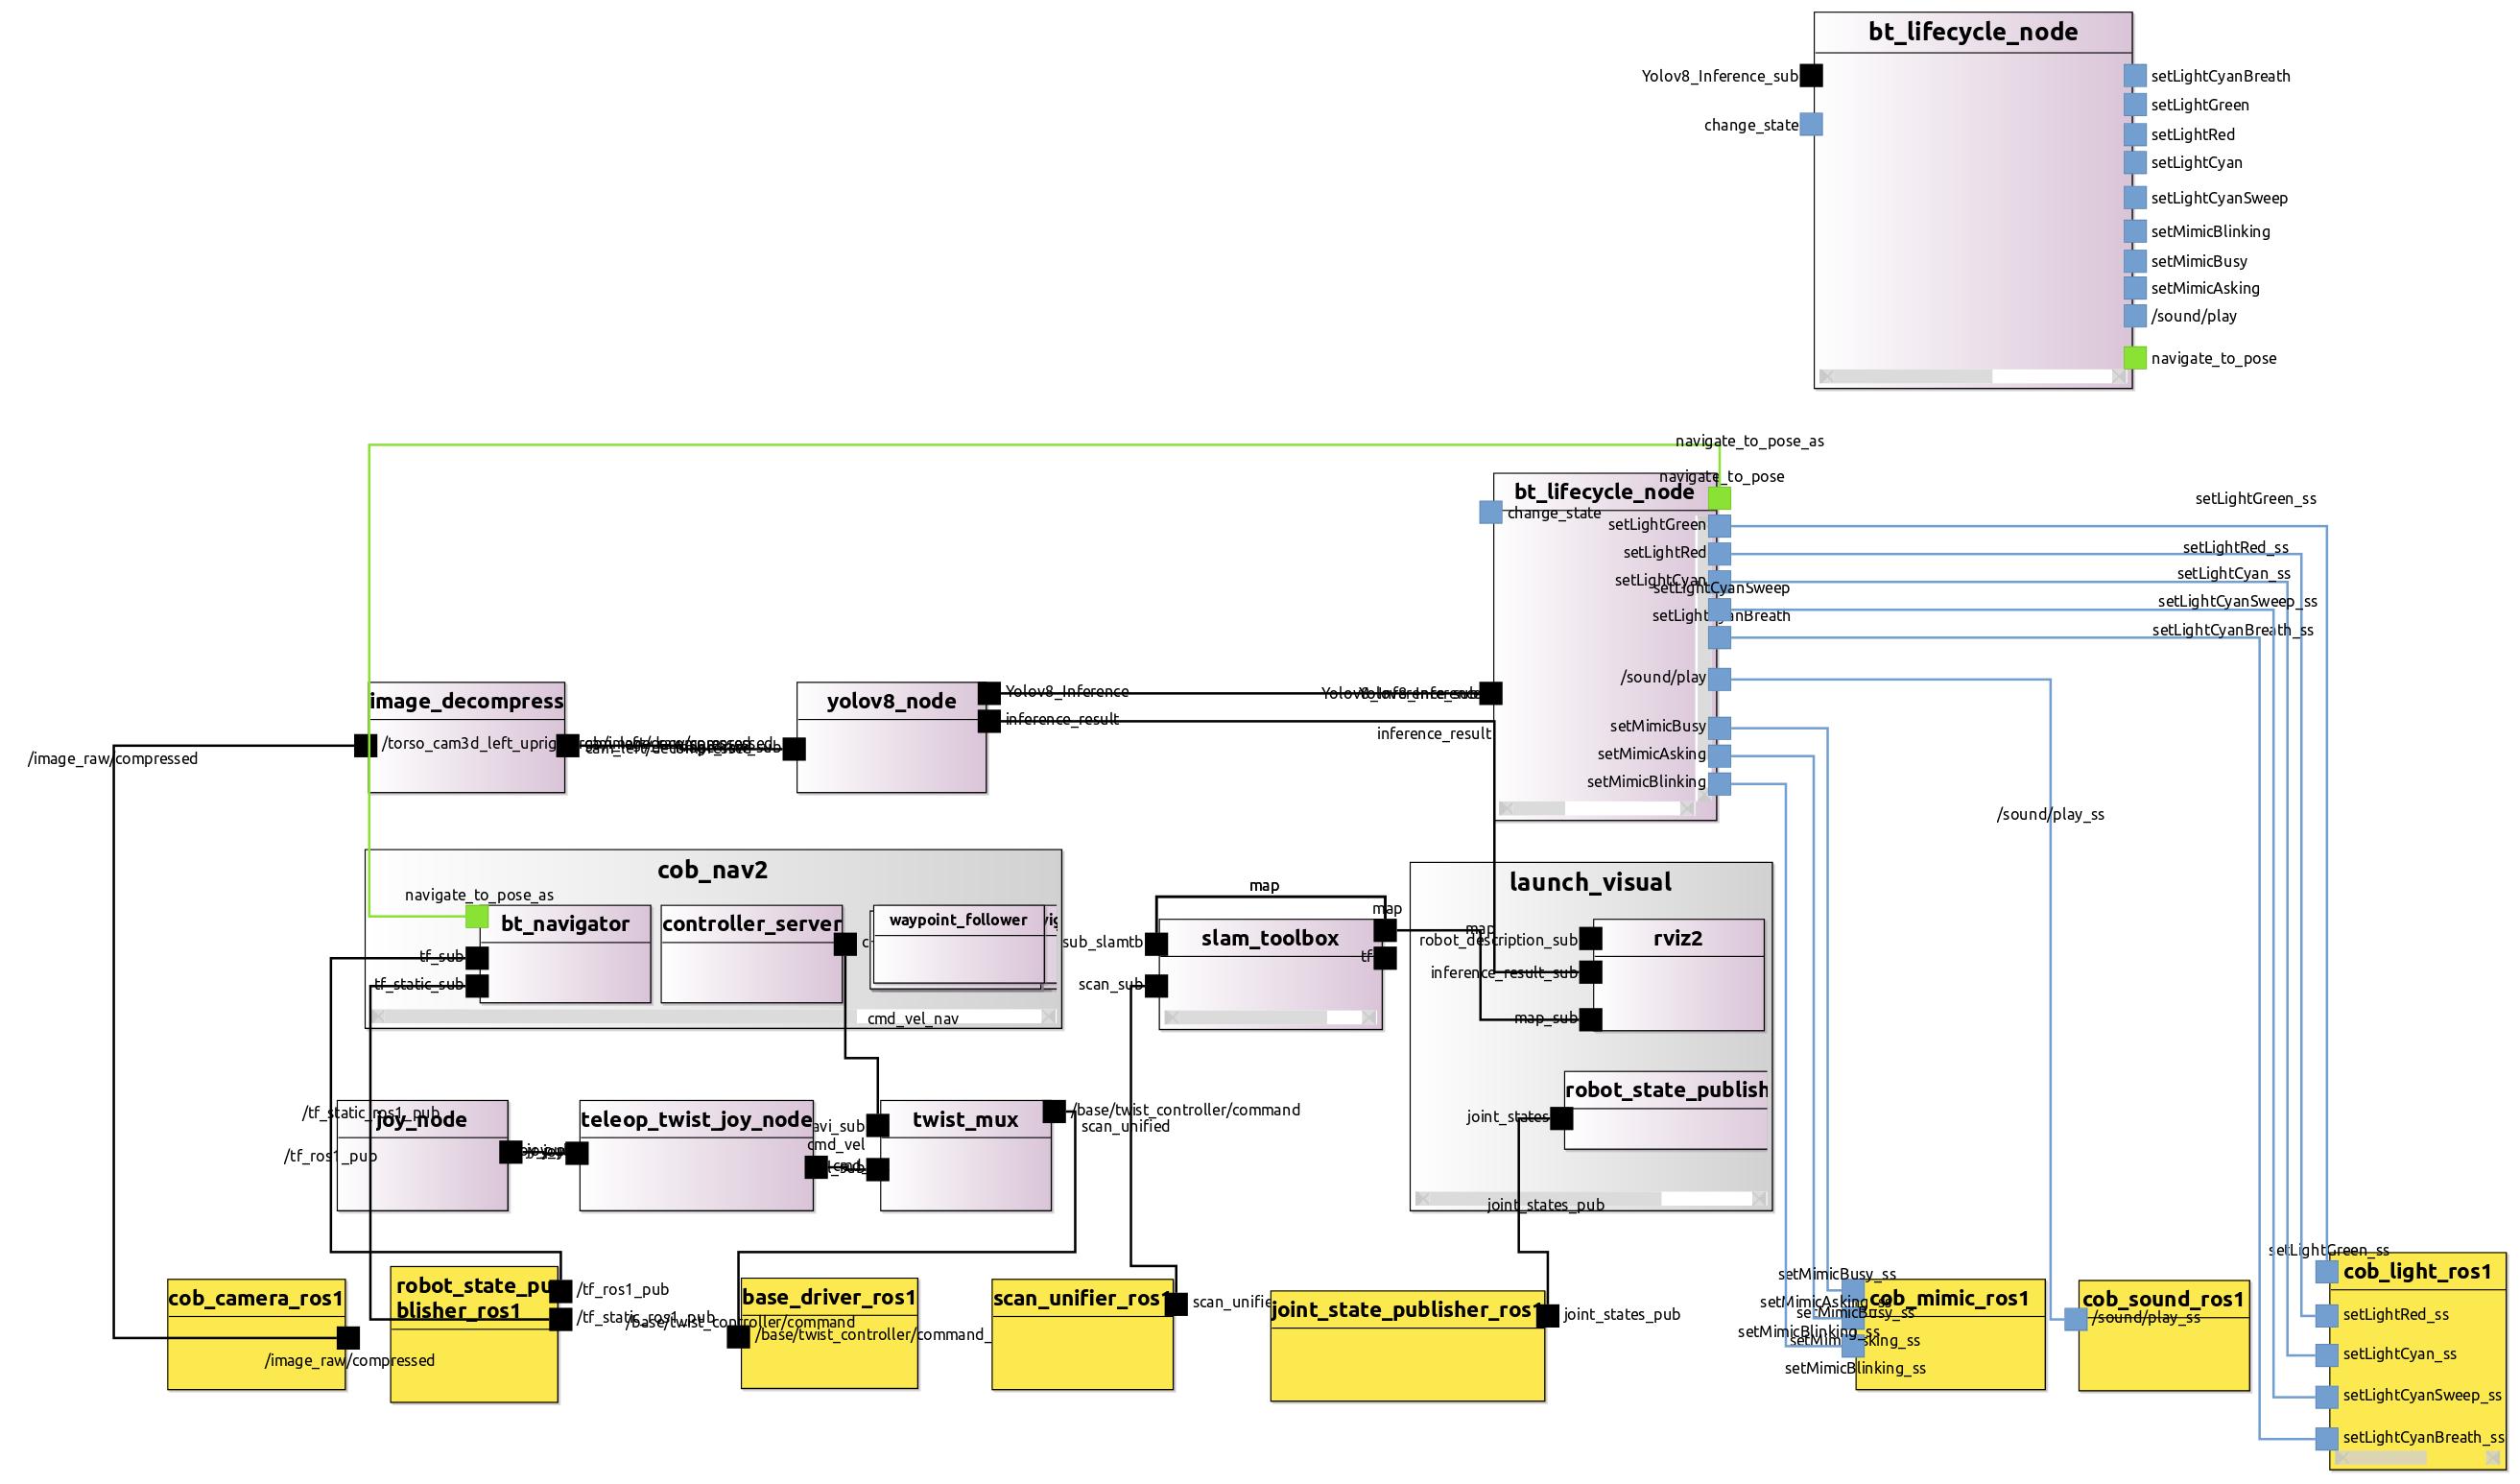 bt_lifecycle_node
Yolov8_Inference_sub
change_state
setLightCyanBreath
setLightGreen
setLightRed
setLightCyan
setLightCyanSweep
setMimicBlinking
setMimicBusy
setMimicAsking
/sound/play
navigate_to_pose
navigate_to_pose_as
navigate_to_pose
bt_lifecycle_node
change_state
setLightGreen
setLightRed
setLightCyan
setLightCyanSweep
setLightCyanBreath
/sound/play
setMimicBusy
setMimicAsking
setMimicBlinking
setLightGreen_ss
setLightRed_ss
setLightCyan_ss
setLightCyanSweep_ss
setLightCyanBreath_ss
/sound/play_ss
image_decompress
/image_raw/compressed
yolov8_node
Yolov8_Inference
inference_result
inference_result
cob_nav2
navigate_to_pose_as
bt_navigator
tf_sub
tf_static_sub
controller_server
waypoint_follower
cmd_vel_nav
map
map
map
slam_toolbox
sub_slamtb
scan_sub
tf
launch_visual
rviz2
robot_description_sub
inference_result_sub
map_sub
robot_state_publish
joint_states
joint_states_pub
/tf_static_ros1_pub
joy_node
/tf_ros1_pub
teleop_twist_joy_node
twist_mux
avi_sub
cmd_vel
/base/twist_controller/command
scan_unified
cob_camera_ros1
/image_raw/compressed
robot_state_pu
blisher_ros1
/tf_ros1_pub
/tf_static_ros1_pub
base_driver_ros1
/base/twist_controller/command
/base/twist_controller/command_
scan_unifier_ros1
scan_unifie
joint_state_publisher_ros1
joint_states_pub
cob_mimic_ros1
setMimicBusy_ss
setMimicAsking_ss
setMimicBusy_ss
setMimicBlinking_ss
setMimicAsking_ss
setMimicBlinking_ss
cob_sound_ros1
/sound/play_ss
setLightGreen_ss
cob_light_ros1
setLightRed_ss
setLightCyan_ss
setLightCyanSweep_ss
setLightCyanBreath_ss